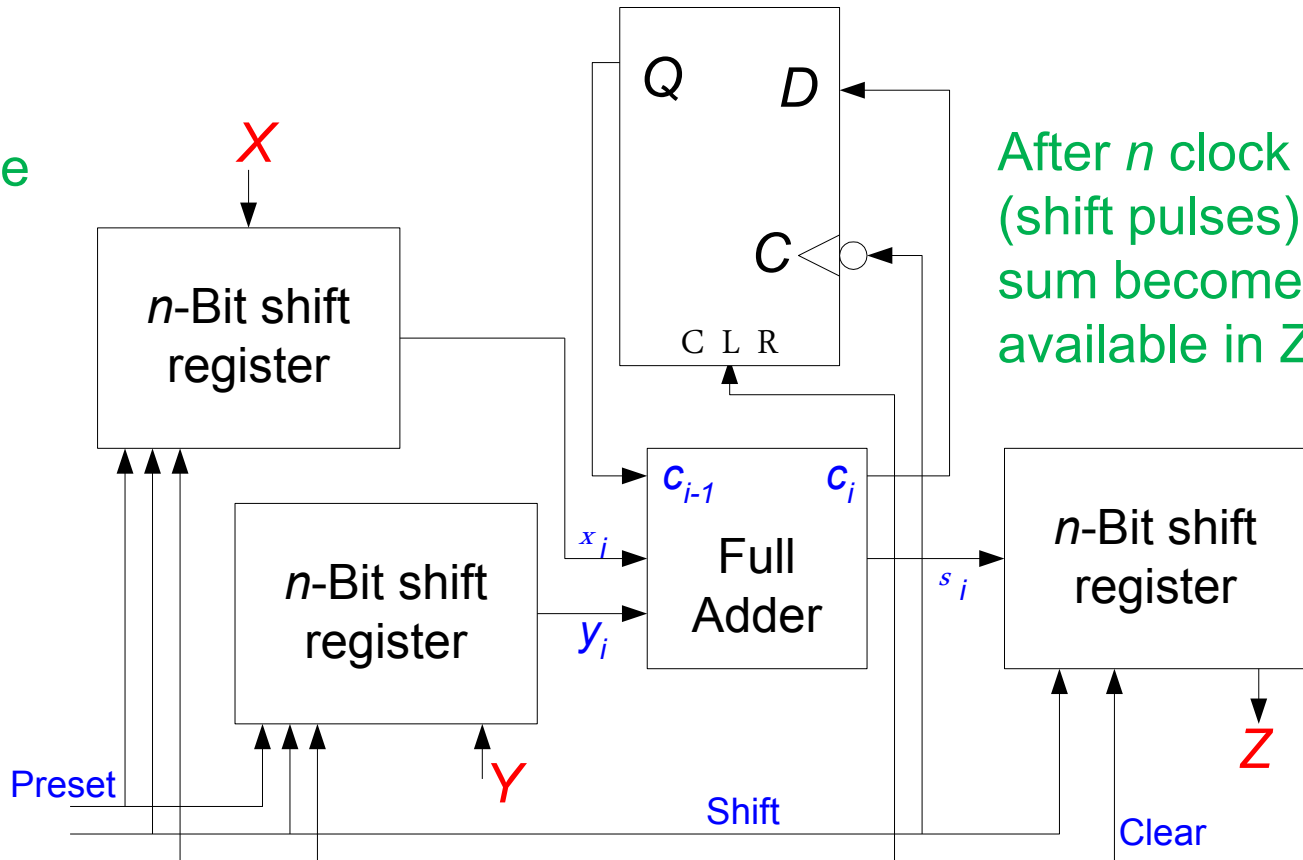 Q
D
X
e
After n clock
(shift pulses)
sum become
available in Z
C
n-Bit shift
register
C L R
c_{i-1}
c_i
n-Bit shift
register
x_i
Full
Adder
s_i
n-Bit shift
register
y_i
Z
Preset
Y
Shift
Clear